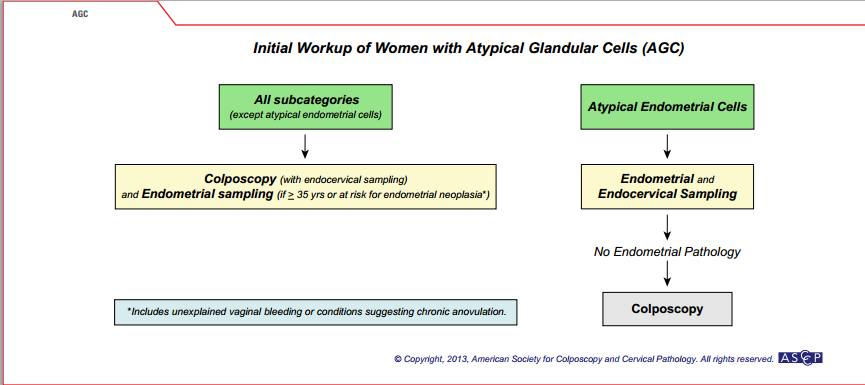 AGC
Initial Workup of Women with Atypical Glandular Cells (AGC)
All subcategories
(except atypical endometrial cells)
Atypical Endometrial Cells
Colposcopy (with endocervical sampling)
and Endometrial sampling (if ≥ 35 yrs or at risk for endometrial neoplasia*)
Endometrial and
Endocervical Sampling
No Endometrial Pathology
*Includes unexplained vaginal bleeding or conditions suggesting chronic anovulation.
Colposcopy
© Copyright, 2013, American Society for Colposcopy and Cervical Pathology. All rights reserved.
ASCCP